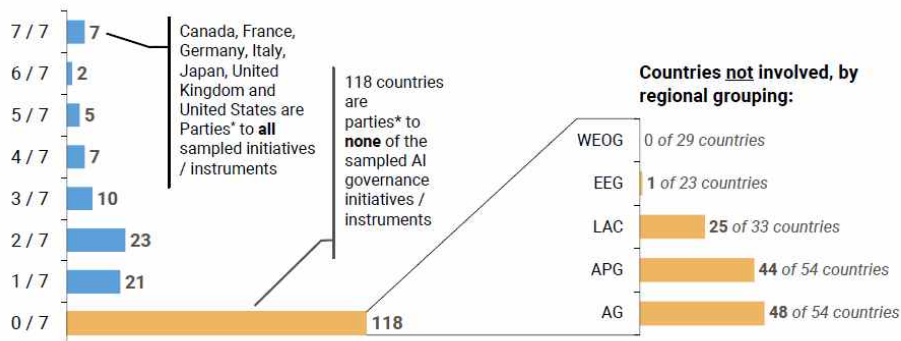 7 / 7
7
6 / 7
2
5 / 7
5
4 / 7
7
3 / 7
10
2 / 7
23
1 / 7
21
0 / 7
118
Canada, France,
Germany, Italy,
Japan, United
Kingdom and
United States are
Parties* to all
sampled initiatives
/ instruments
118 countries
are
parties* to
none of the
sampled AI
governance
initiatives /
instruments
Countries not involved, by
regional grouping:
WEOG 0 of 29 countries
EEG 1 of 23 countries
LAC 25 of 33 countries
APG 44 of 54 countries
AG 48 of 54 countries